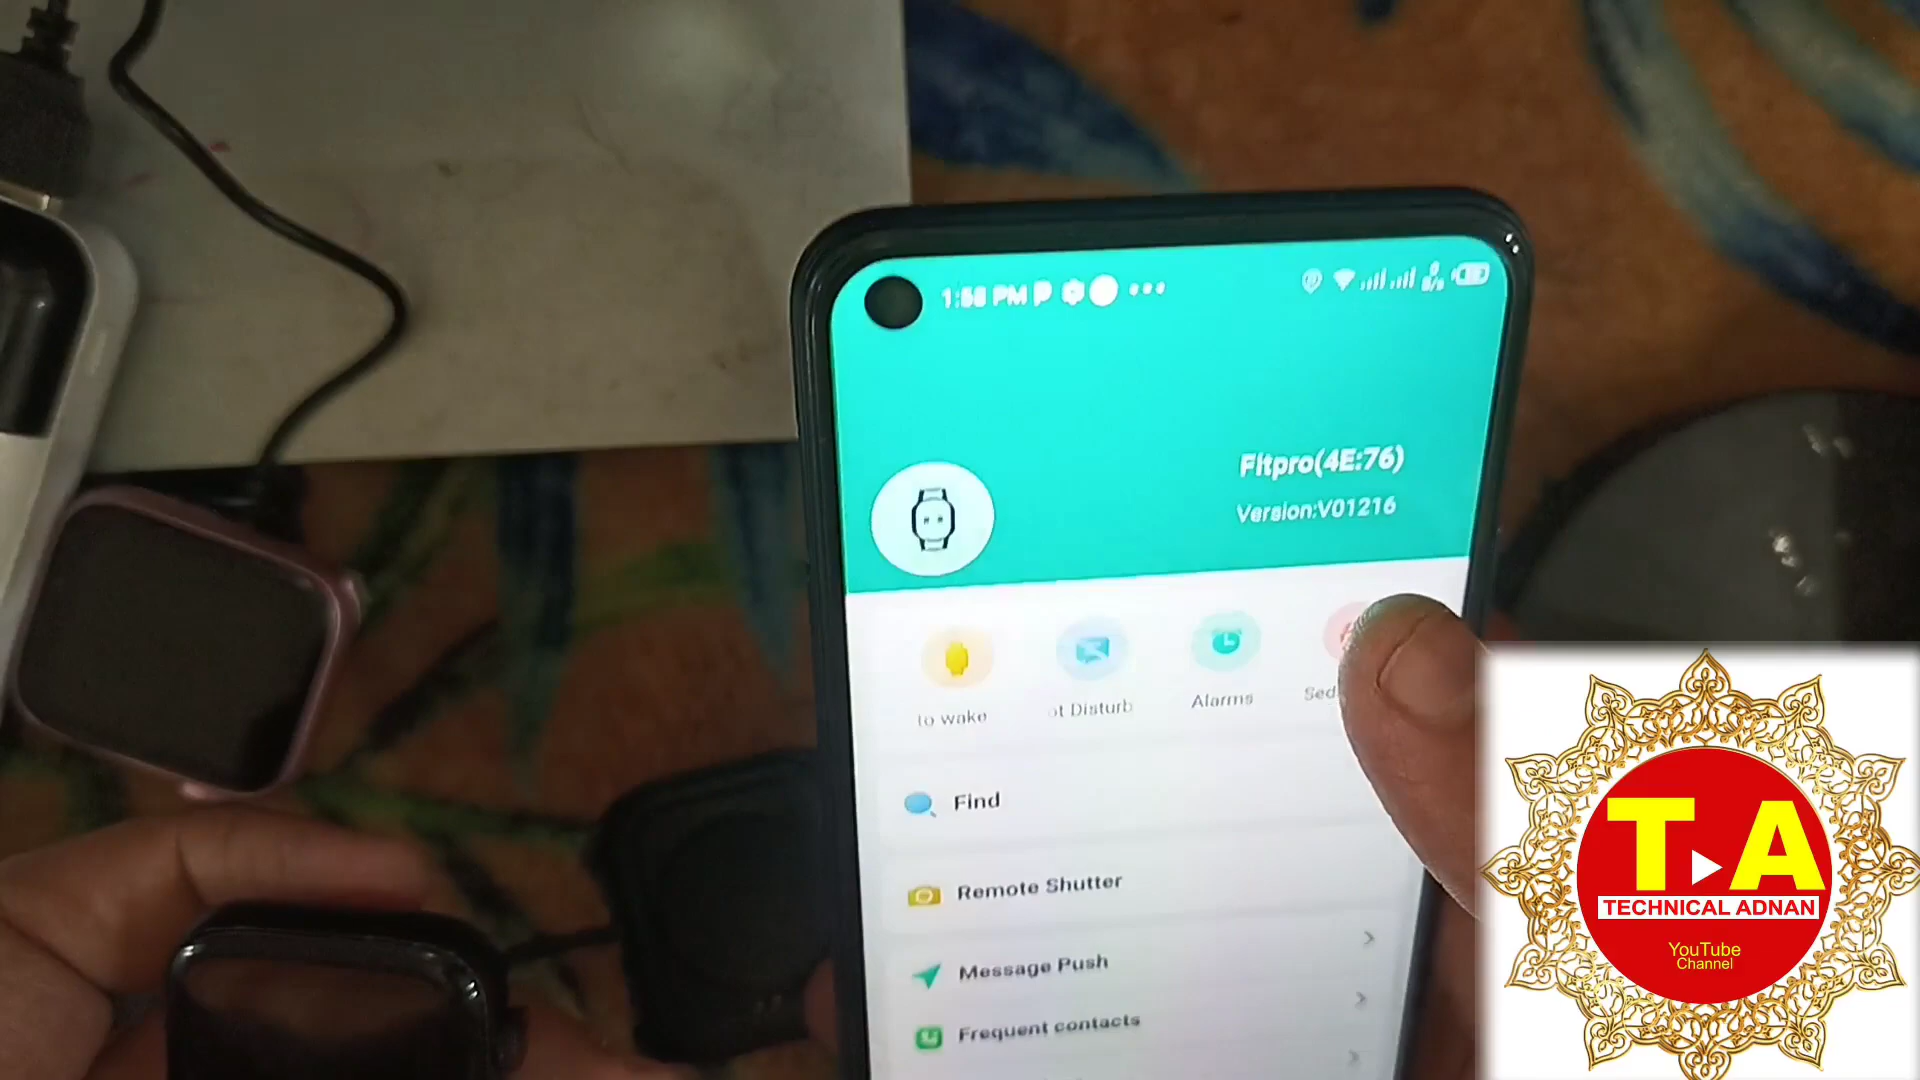 1:58 PM
Fitpro(4E:76)
Version:V01216
to wake
ot Disturb
Alarms
Sed
Find
Remote Shutter
Message Push
Frequent contacts
T A
TECHNICAL ADNAN
YouTube
Channel